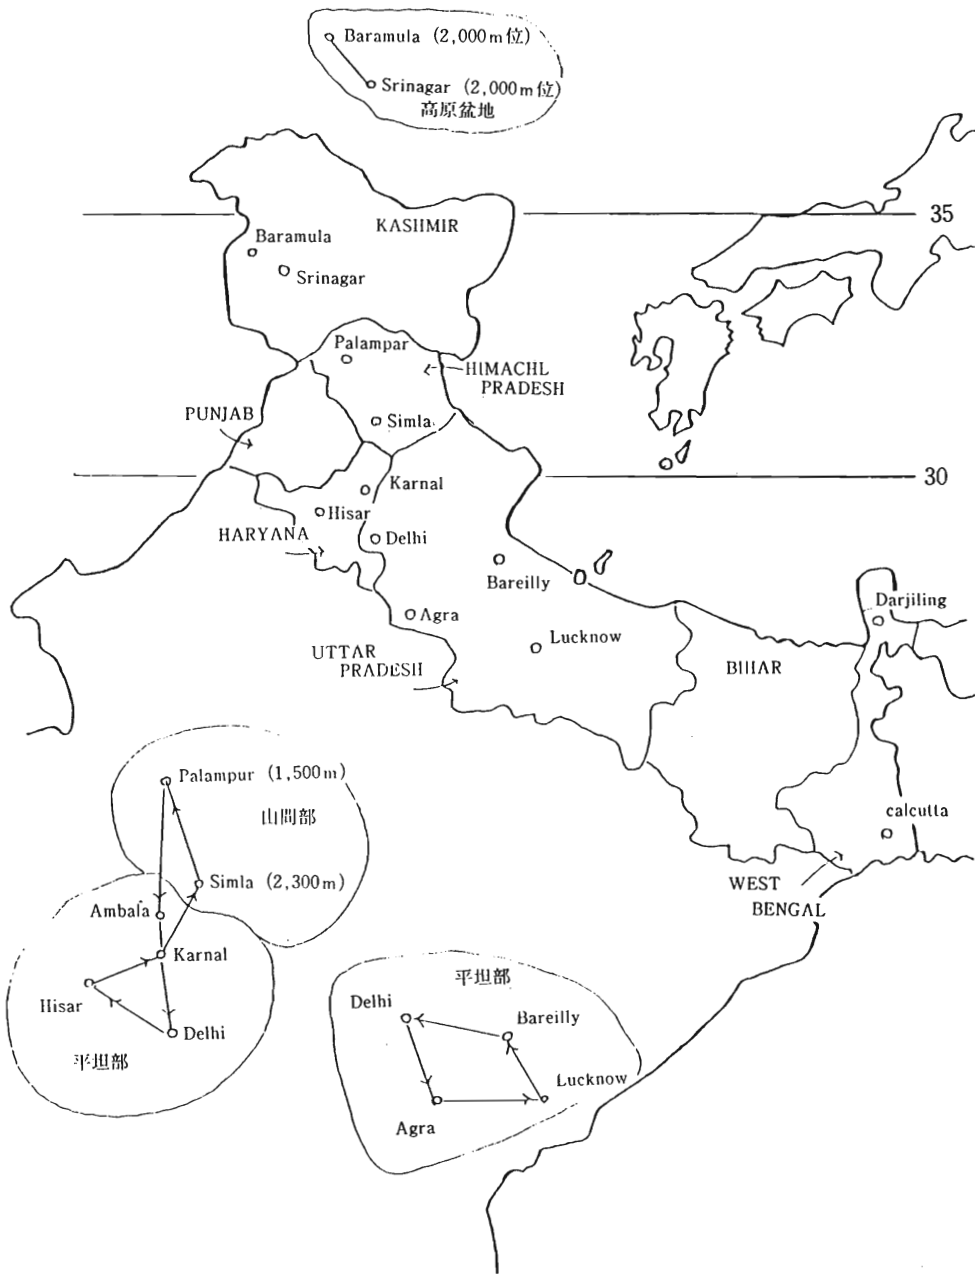 Baramula (2,000m位)
Srinagar (2,000m位)
高原盆地
35
KASHMIR
Baramula
Srinagar
Palampar
HIMACHL
PRADESH
PUNJAB
Simla
30
Karnal
Hisar
HARYANA
Delhi
Bareilly
Darjiling
Agra
Lucknow
UTTAR
PRADESH
BIHAR
Palampur (1,500m)
山間部
calcutta
Simla (2,300m)
WEST
BENGAL
Ambala
Karnal
Hisar
Delhi
平坦部
平坦部
Delhi
Bareilly
Lucknow
Agra